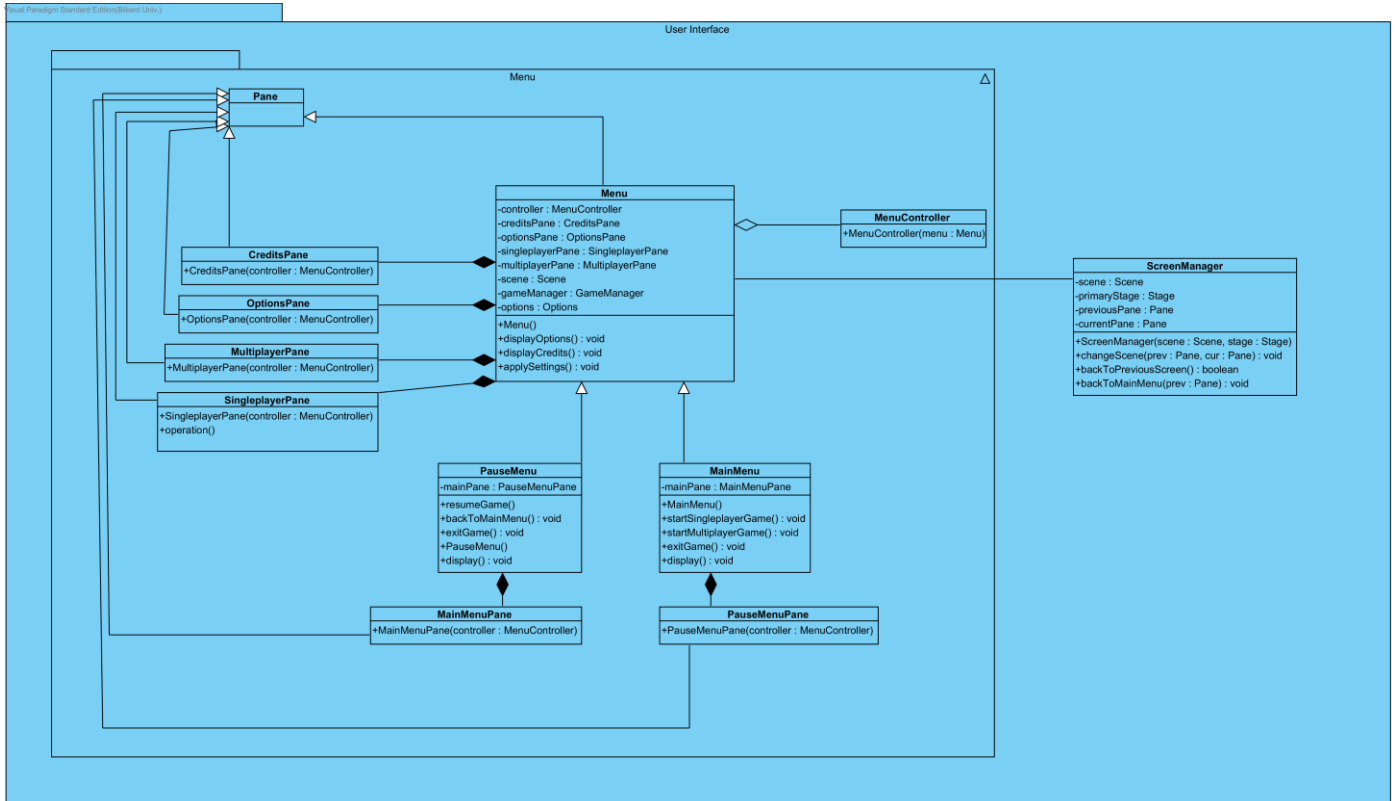 Visual Paradigm Standard Edition(Bilkent Univ.)
User Interface
Menu
Pane
Menu
-controller : MenuController
-creditsPane : CreditsPane
-optionsPane : OptionsPane
-singleplayerPane : SingleplayerPane
-multiplayerPane : MultiplayerPane
-scene : Scene
-gameManager : GameManager
-options : Options
+Menu()
+displayOptions() : void
+displayCredits() : void
+applySettings() : void
MenuController
+MenuController(menu : Menu)
CreditsPane
+CreditsPane(controller : MenuController)
OptionsPane
+OptionsPane(controller : MenuController)
MultiplayerPane
+MultiplayerPane(controller : MenuController)
SingleplayerPane
+SingleplayerPane(controller : MenuController)
+operation()
ScreenManager
-scene : Scene
-primaryStage : Stage
-previousPane : Pane
-currentPane : Pane
+ScreenManager(scene : Scene, stage : Stage)
+changeScene(prev : Pane, cur : Pane) : void
+backToPreviousScreen() : boolean
+backToMainMenu(prev : Pane) : void
PauseMenu
-mainPane : PauseMenuPane
+resumeGame()
+backToMainMenu() : void
+exitGame() : void
+PauseMenu()
+display() : void
MainMenu
-mainPane : MainMenuPane
+MainMenu()
+startSingleplayerGame() : void
+startMultiplayerGame() : void
+exitGame() : void
+display() : void
MainMenuPane
+MainMenuPane(controller : MenuController)
PauseMenuPane
+PauseMenuPane(controller : MenuController)